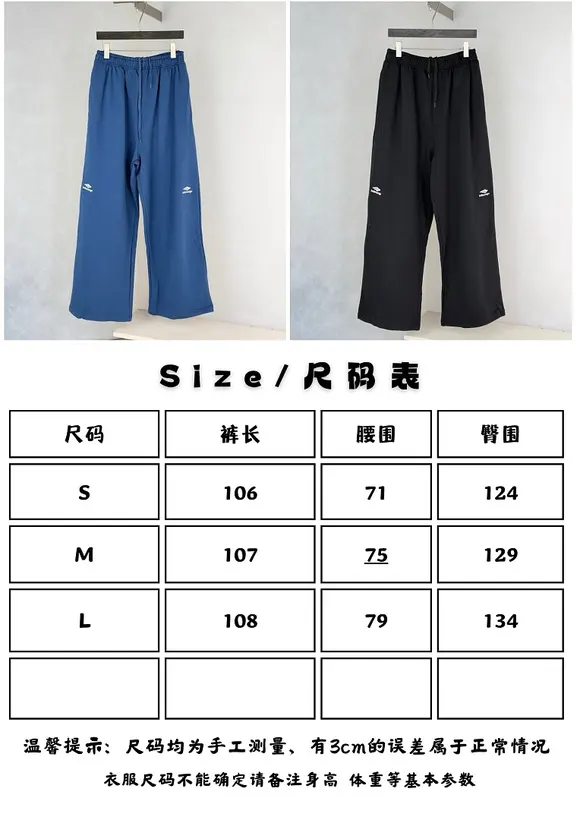 Size/尺码表
尺码 裤长 腰围 臀围
S 106 71 124
M 107 75 129
L 108 79 134
温馨提示：尺码均为手工测量、有3cm的误差属于正常情况
衣服尺码不能确定请备注身高 体重等基本参数